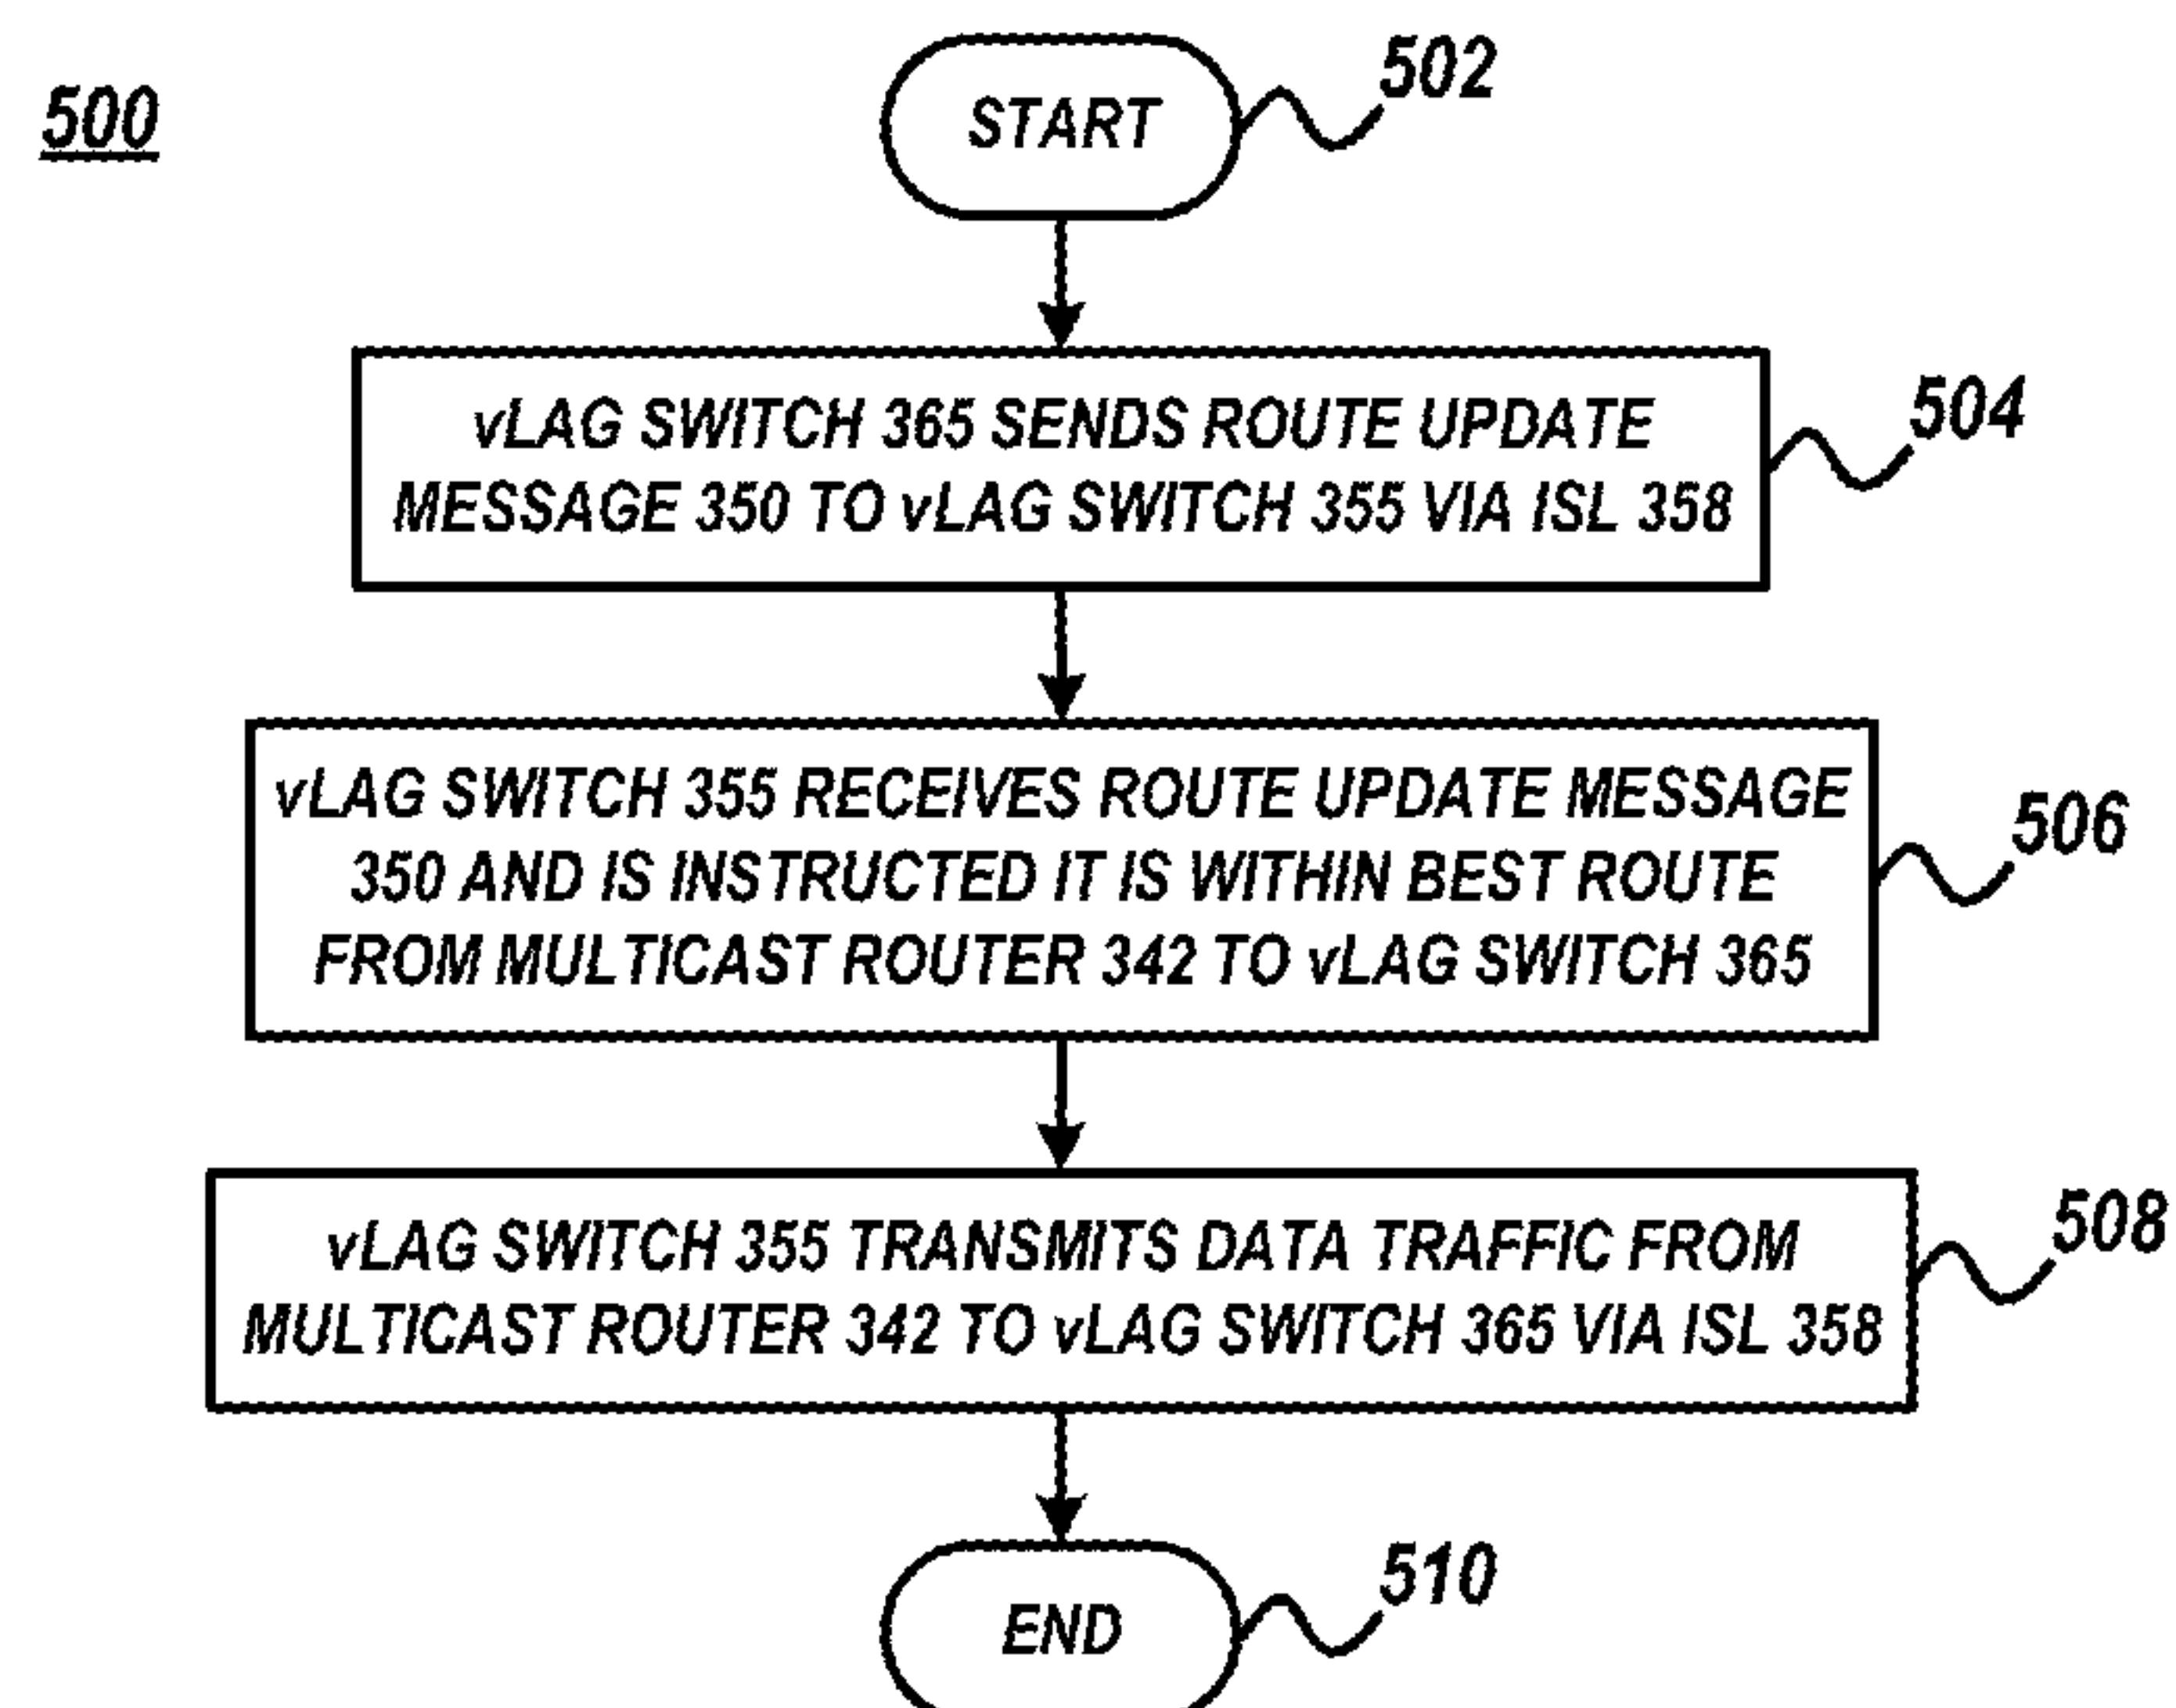 500
START
502
vLAG SWITCH 365 SENDS ROUTE UPDATE
MESSAGE 350 TO vLAG SWITCH 355 VIA ISL 358
504
vLAG SWITCH 355 RECEIVES ROUTE UPDATE MESSAGE
350 AND IS INSTRUCTED IT IS WITHIN BEST ROUTE
FROM MULTICAST ROUTER 342 TO vLAG SWITCH 365
506
vLAG SWITCH 355 TRANSMITS DATA TRAFFIC FROM
MULTICAST ROUTER 342 TO vLAG SWITCH 365 VIA ISL 358
508
END
510